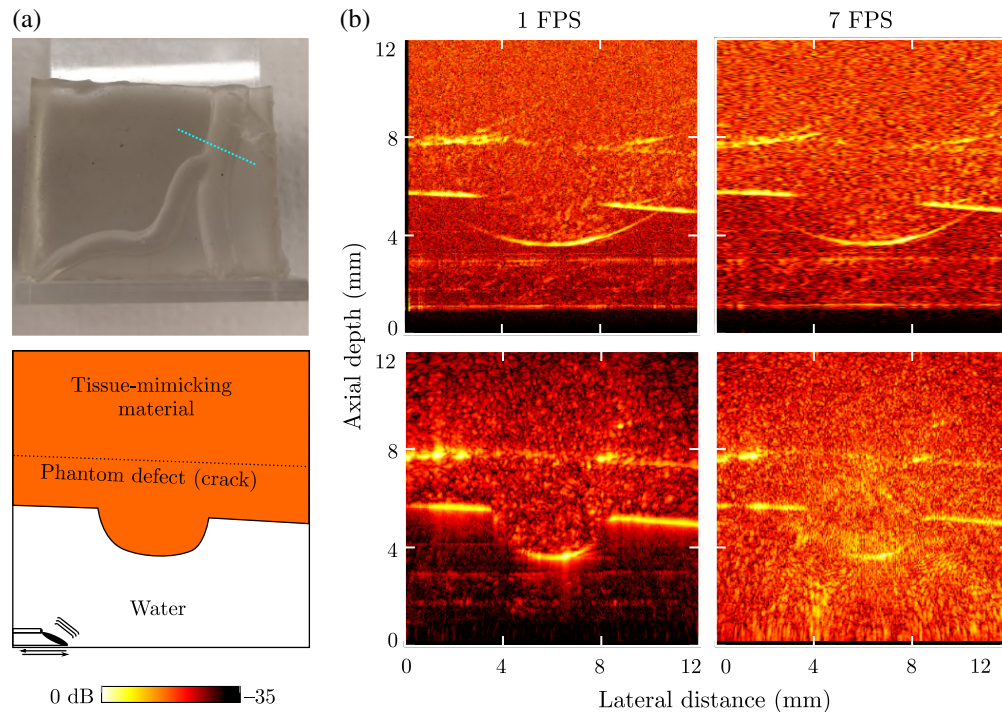 (a)
(b)
1 FPS
7 FPS
12
8
4
0
Axial depth (mm)
12
8
4
0
0
4
8
12
0
4
8
12
Lateral distance (mm)
Tissue-mimicking
material
Phantom defect (crack)
Water
0 dB
–35